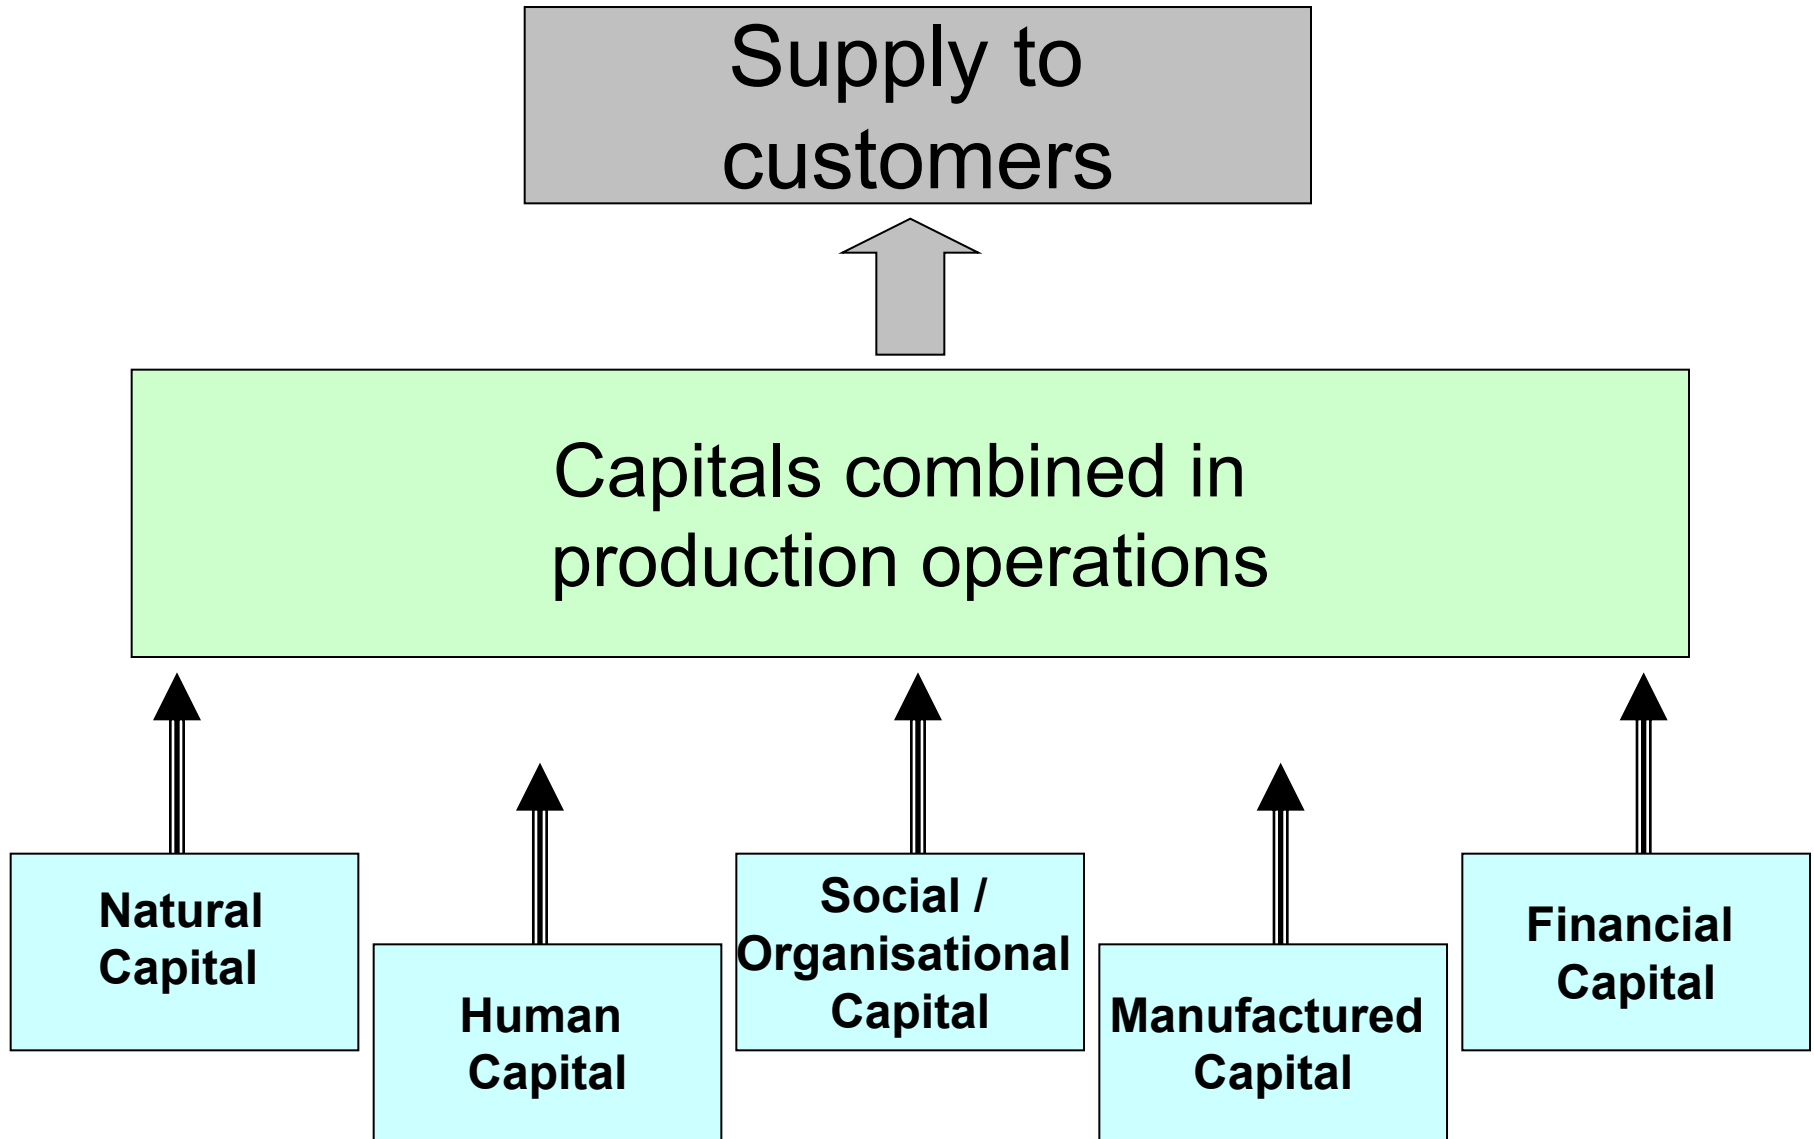 Supply to
customers
Capitals combined in
production operations
Natural
Capital
Human
Capital
Social /
Organisational
Capital
Manufactured
Capital
Financial
Capital